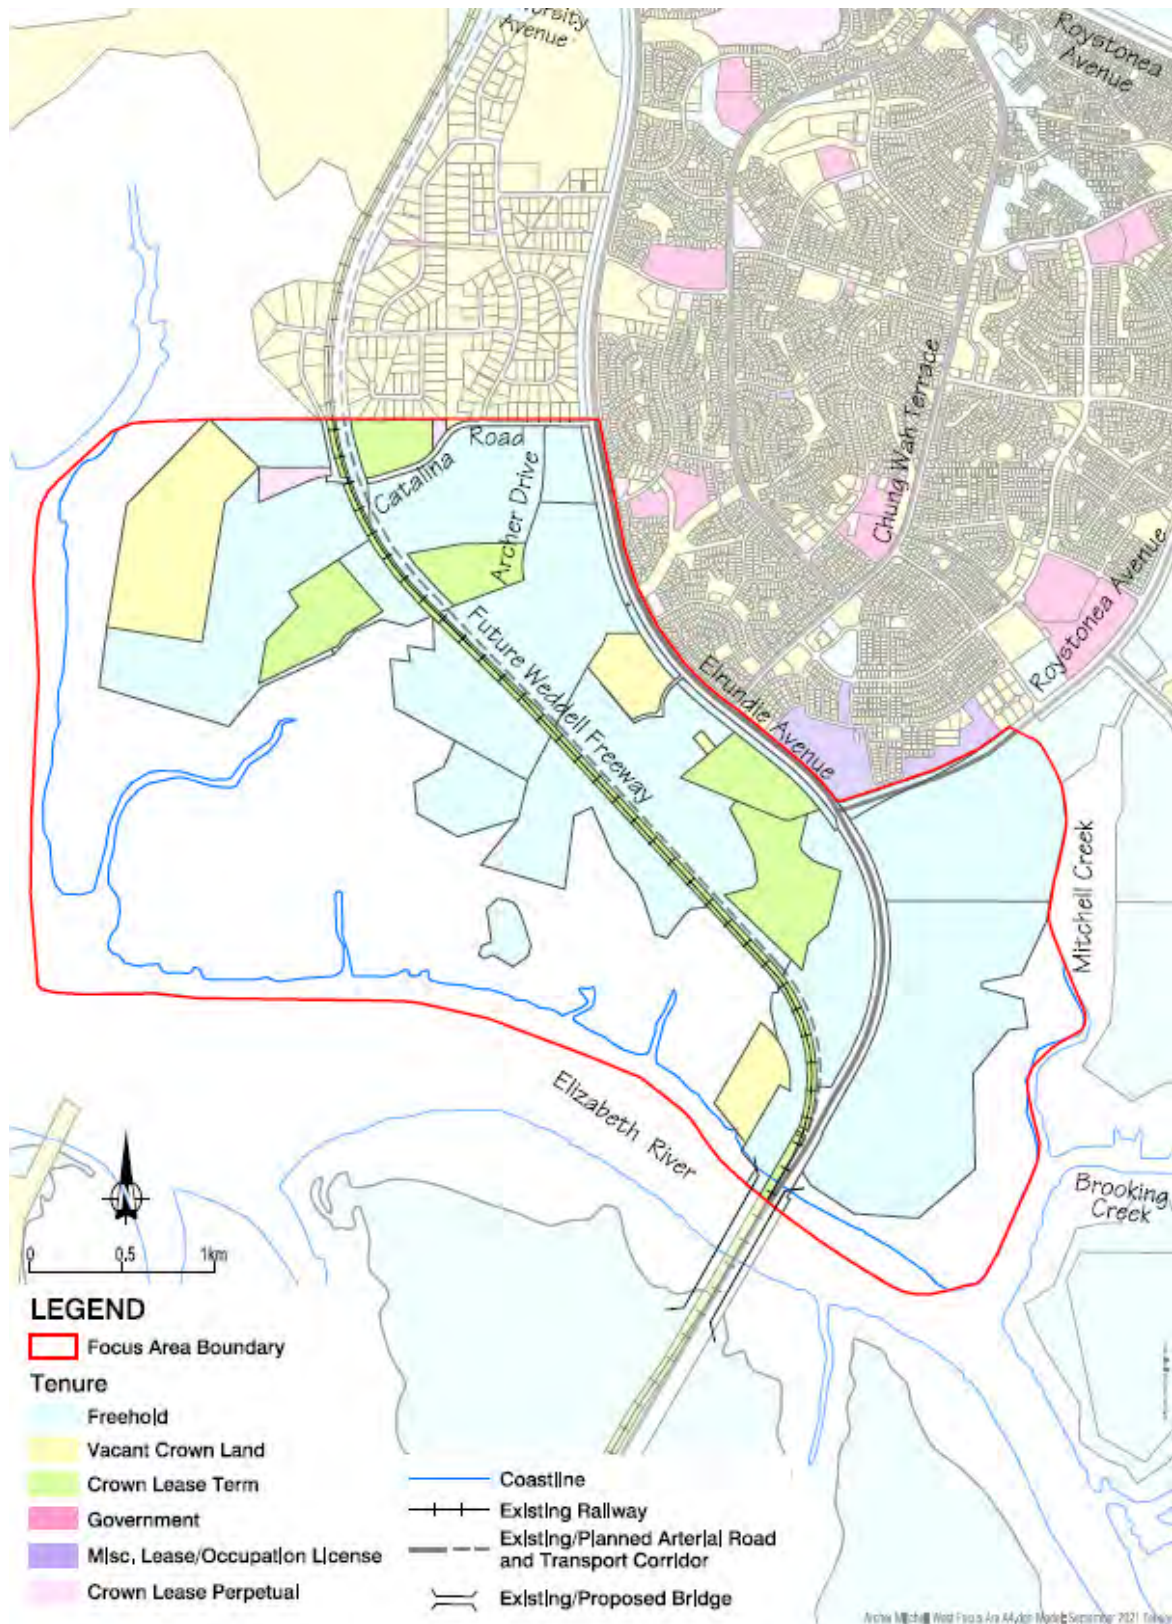 Avenue
Roystonea
Avenue
Chung Wah Terrace
Road
Catalina
Archer Drive
Future Weddell Freeway
Elrundie Avenue
Roystonea Avenue
Mitchell Creek
Elizabeth River
Brooking
Creek
0 0.5 1km
N
LEGEND
Focus Area Boundary
Tenure
Freehold
Vacant Crown Land
Crown Lease Term
Government
Misc. Lease/Occupation License
Crown Lease Perpetual
Coastline
Existing Railway
Existing/Planned Arterial Road
and Transport Corridor
Existing/Proposed Bridge